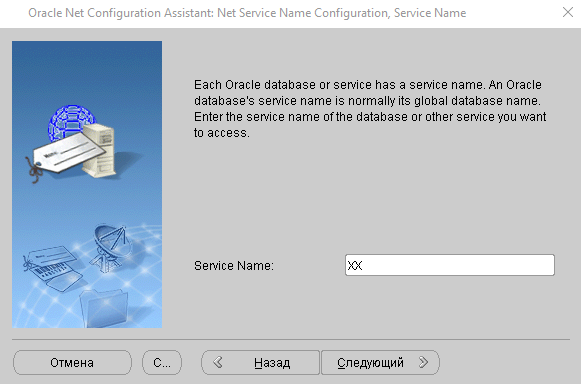 Oracle Net Configuration Assistant: Net Service Name Configuration, Service Name
Each Oracle database or service has a service name. An Oracle
database's service name is normally its global database name.
Enter the service name of the database or other service you want
to access.
Service Name:
XX
Отмена
С...
Назад
Следующий